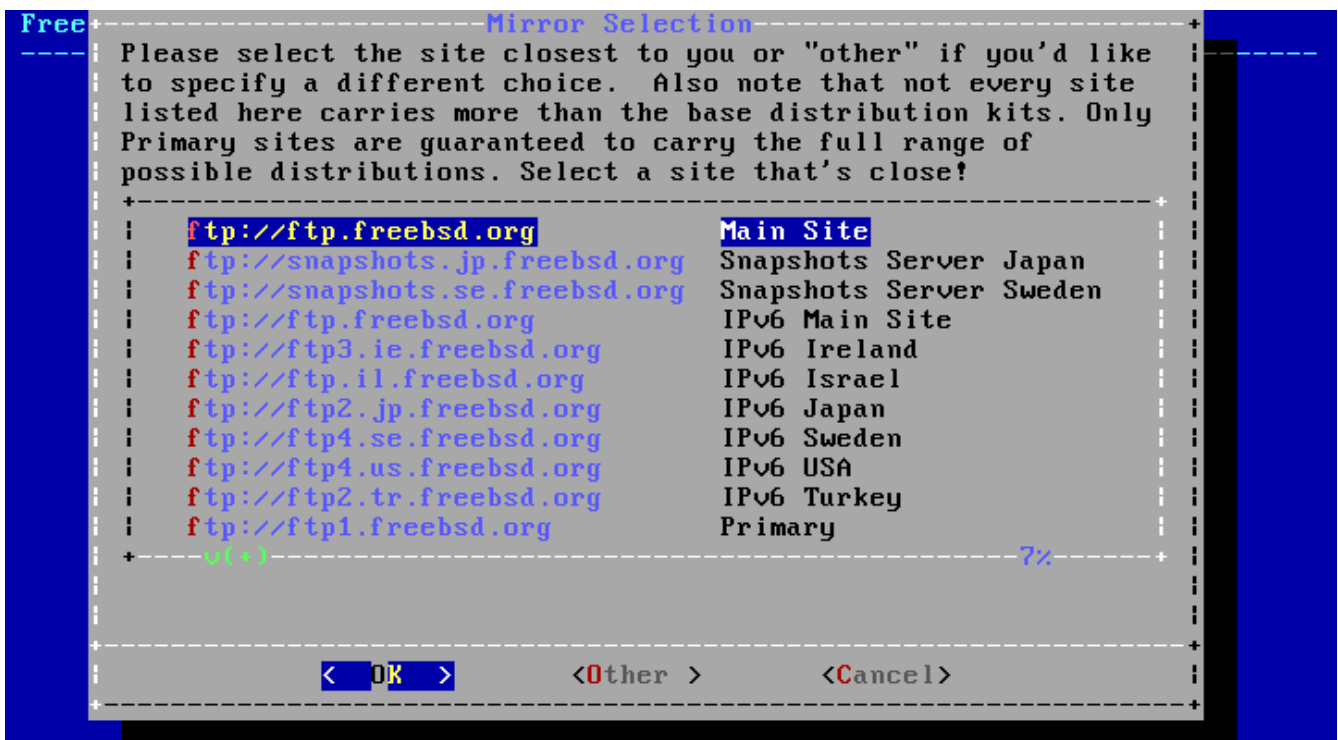 Free
Mirror Selection
Please select the site closest to you or "other" if you'd like
to specify a different choice.  Also note that not every site
listed here carries more than the base distribution kits. Only
Primary sites are guaranteed to carry the full range of
possible distributions. Select a site that's close!
ftp://ftp.freebsd.org Main Site
ftp://snapshots.jp.freebsd.org Snapshots Server Japan
ftp://snapshots.se.freebsd.org Snapshots Server Sweden
ftp://ftp.freebsd.org IPv6 Main Site
ftp://ftp3.ie.freebsd.org IPv6 Ireland
ftp://ftp.il.freebsd.org IPv6 Israel
ftp://ftp2.jp.freebsd.org IPv6 Japan
ftp://ftp4.se.freebsd.org IPv6 Sweden
ftp://ftp4.us.freebsd.org IPv6 USA
ftp://ftp2.tr.freebsd.org IPv6 Turkey
ftp://ftp1.freebsd.org Primary
v(+) 7%
<  OK  > <Other > <Cancel>